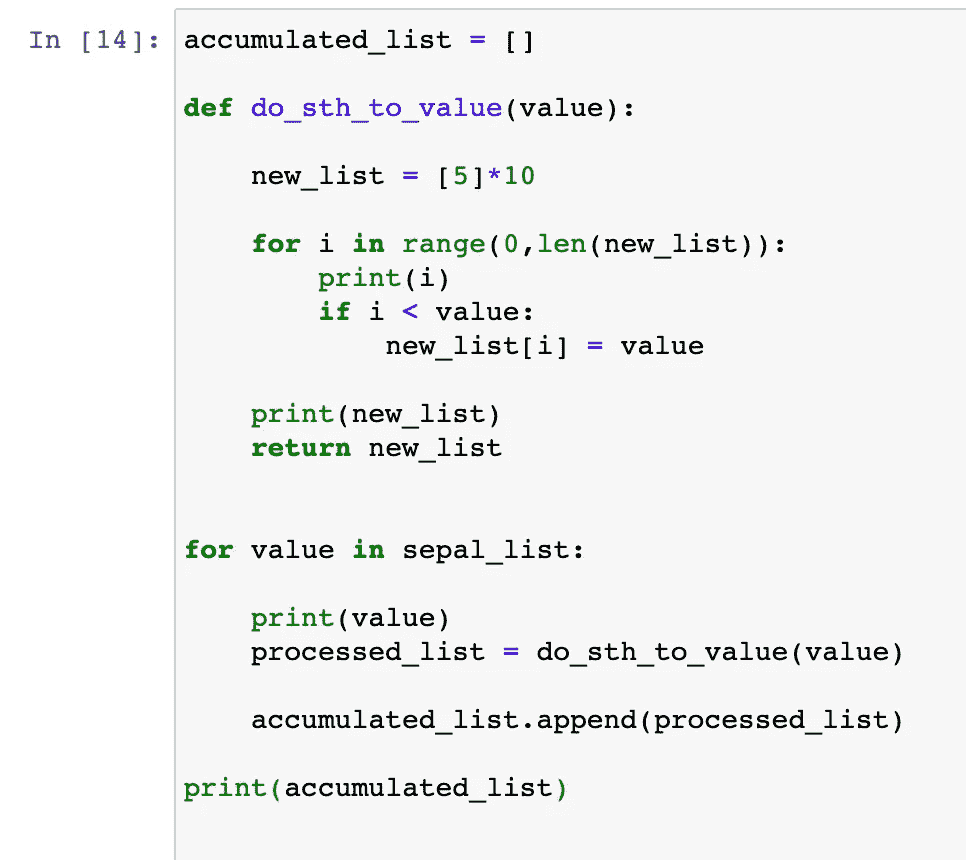 In [14]: accumulated_list = []
def do_sth_to_value(value):
    new_list = [5]*10
    for i in range(0,len(new_list)):
        print(i)
        if i < value:
            new_list[i] = value
    print(new_list)
    return new_list
for value in sepal_list:
    print(value)
    processed_list = do_sth_to_value(value)
    accumulated_list.append(processed_list)
print(accumulated_list)